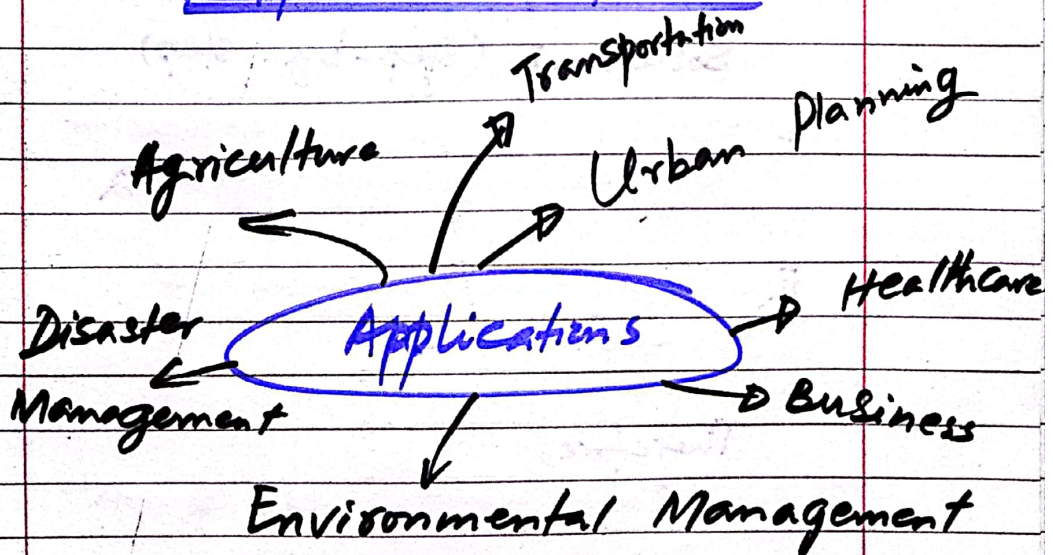 Transportation
Urban Planning
Agriculture
Healthcare
Applications
Disaster
Management
Business
Environmental Management